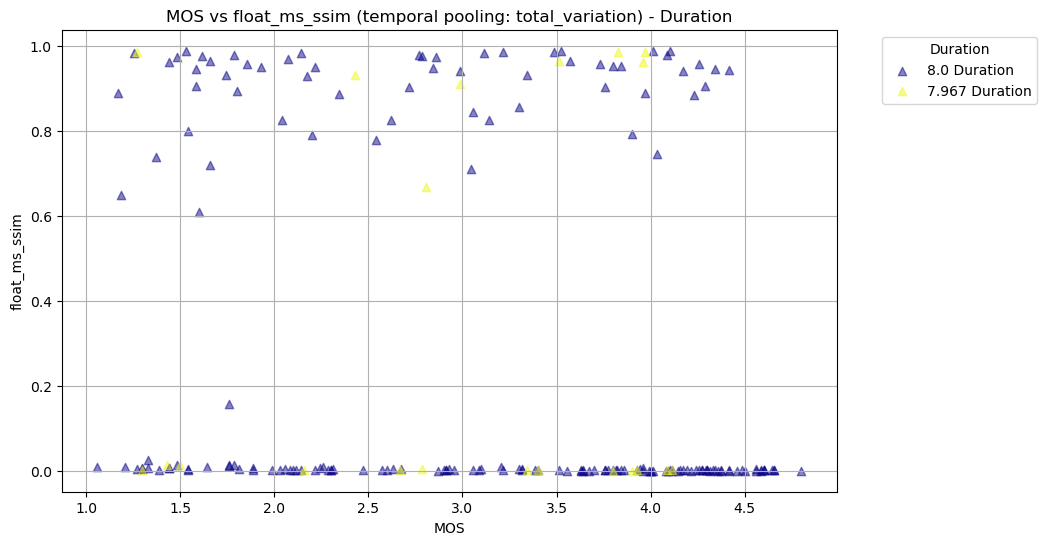 MOS vs float_ms_ssim (temporal pooling: total_variation) - Duration
Duration
8.0 Duration
7.967 Duration
float_ms_ssim
1.0
0.8
0.6
0.4
0.2
0.0
1.0 1.5 2.0 2.5 3.0 3.5 4.0 4.5
MOS